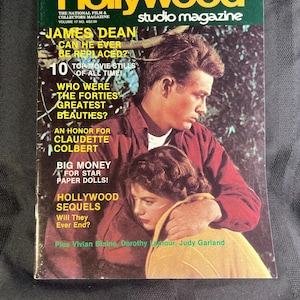 Hollywood
studio magazine
THE NATIONAL FILM &
COLLECTORS MAGAZINE
JAMES DEAN
CAN HE EVER
BE REPLACED?
10 TOP MOVIE STILLS
OF ALL TIME!
WHO WERE
THE FORTIES'
GREATEST
BEAUTIES?
AN HONOR FOR
CLAUDETTE
COLBERT
BIG MONEY
FOR STAR
PAPER DOLLS!
HOLLYWOOD
SEQUELS
Will They
Ever End?
Plus Vivian Blaine, Dorothy Lamour, Judy Garland